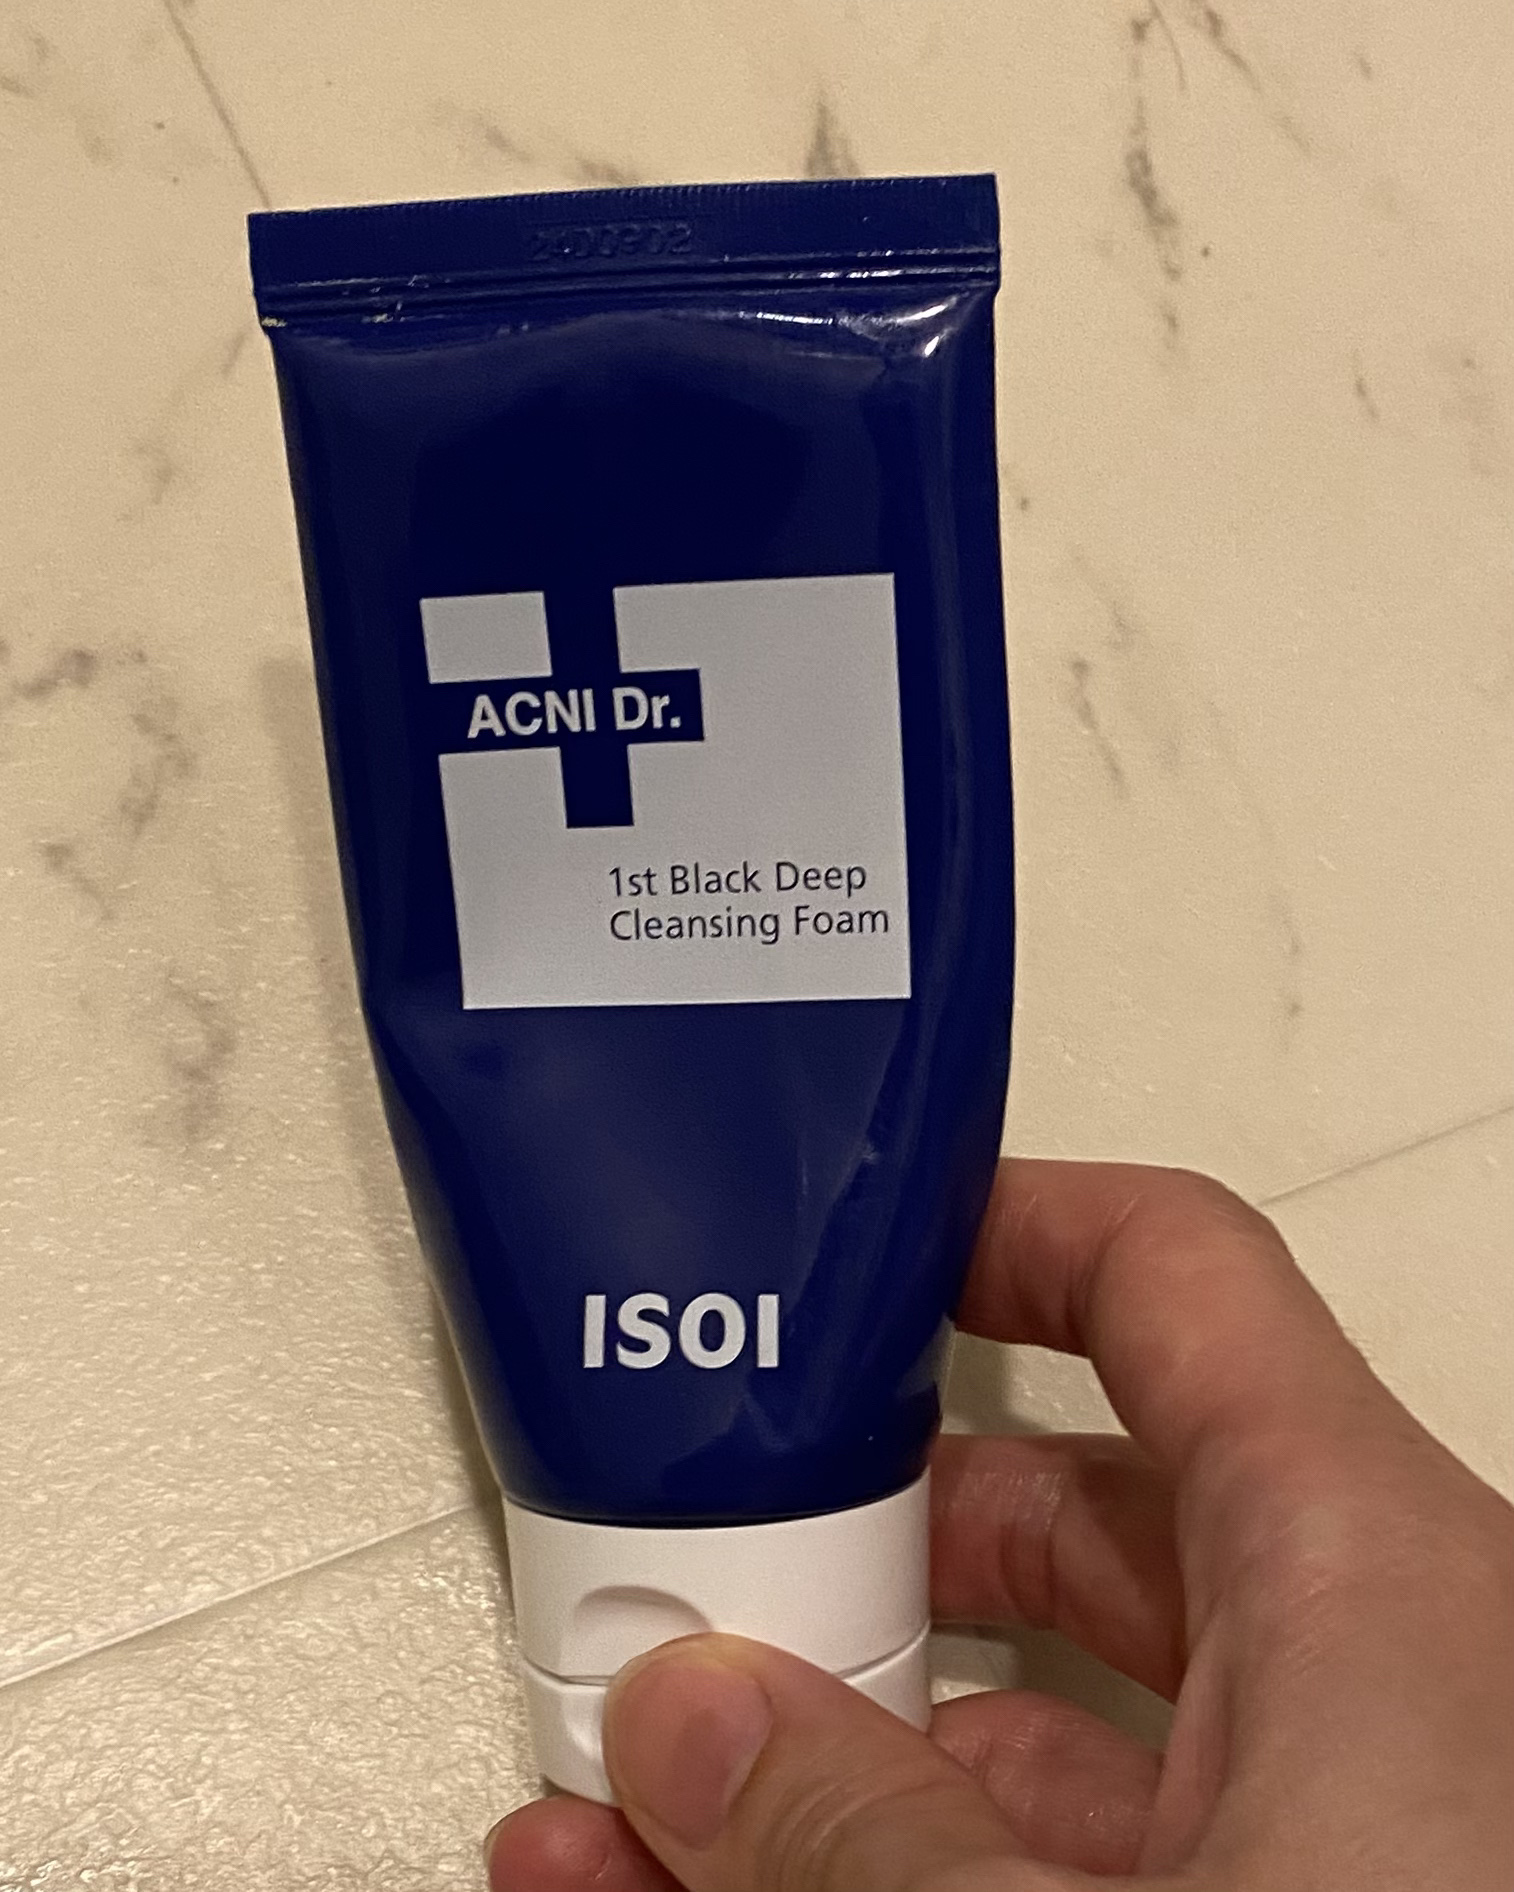 ACNI Dr.
1st Black Deep
Cleansing Foam
ISOI